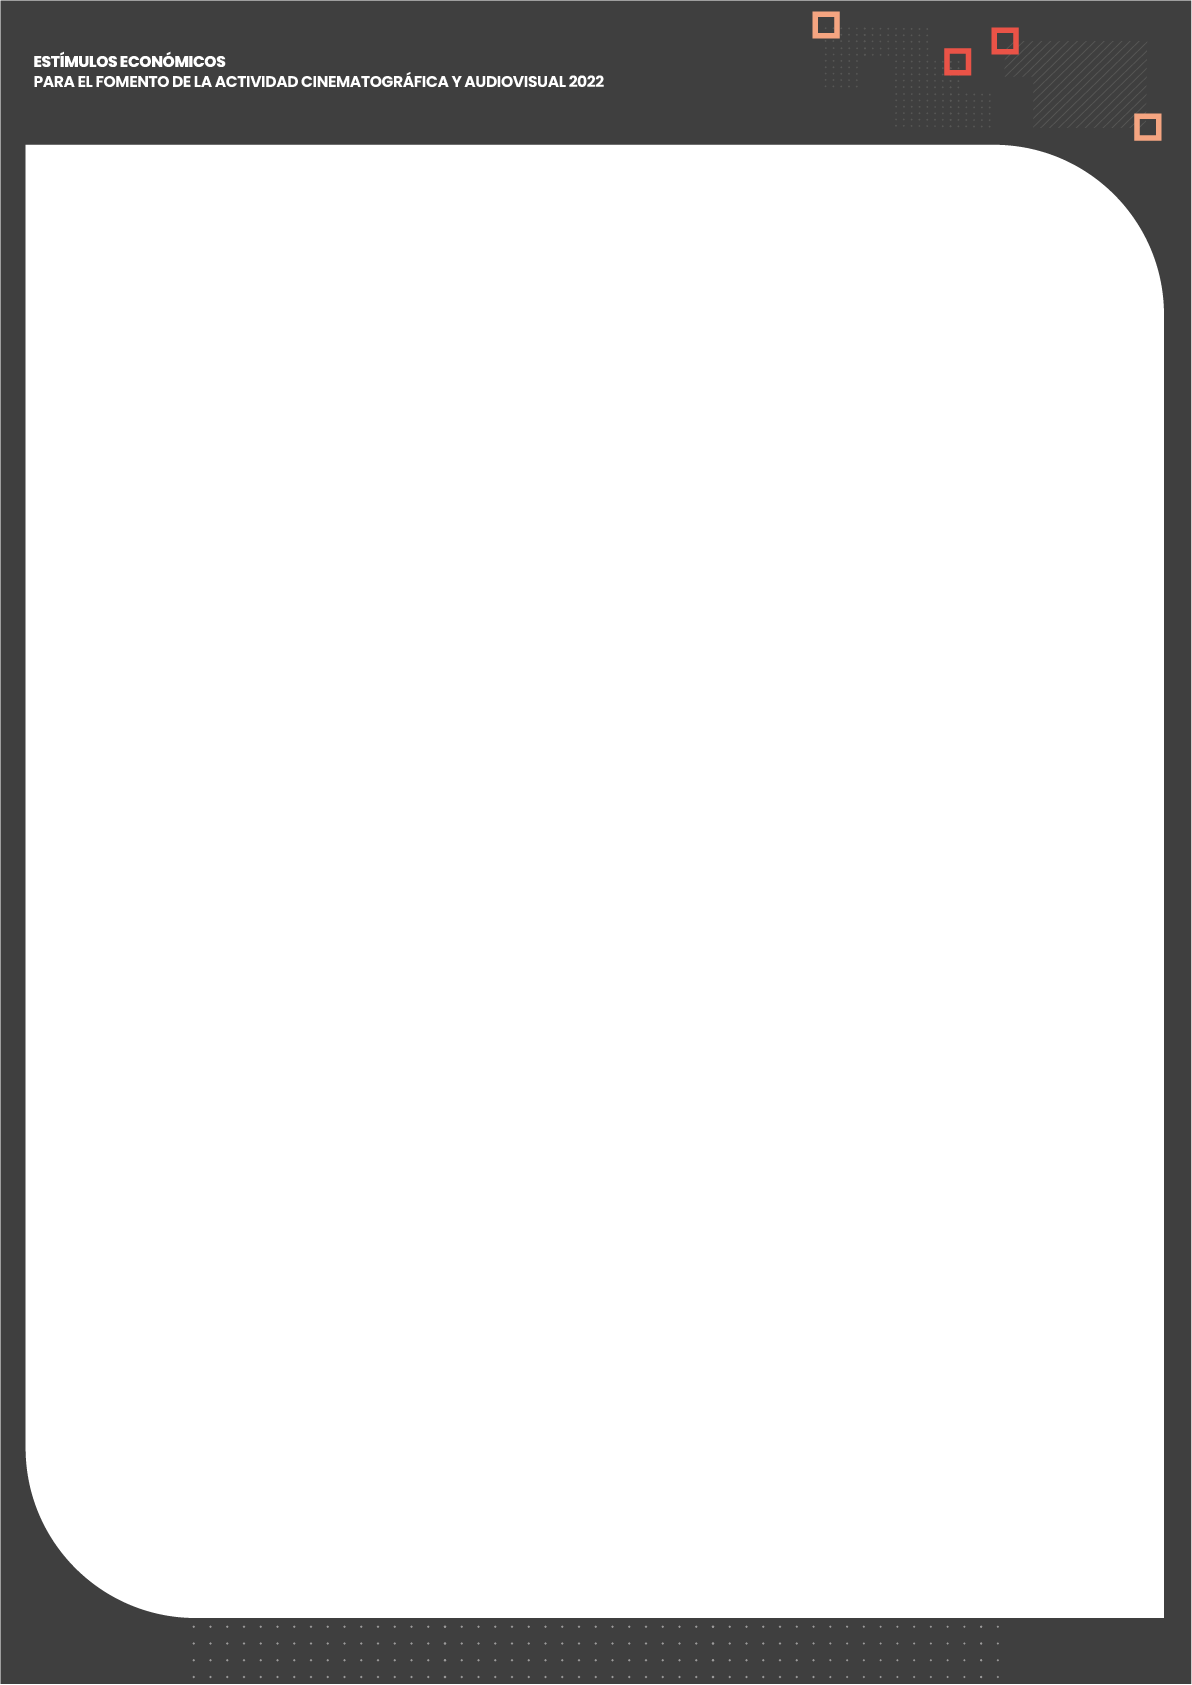 ESTÍMULOS ECONÓMICOS
PARA EL FOMENTO DE LA ACTIVIDAD CINEMATOGRÁFICA Y AUDIOVISUAL 2022